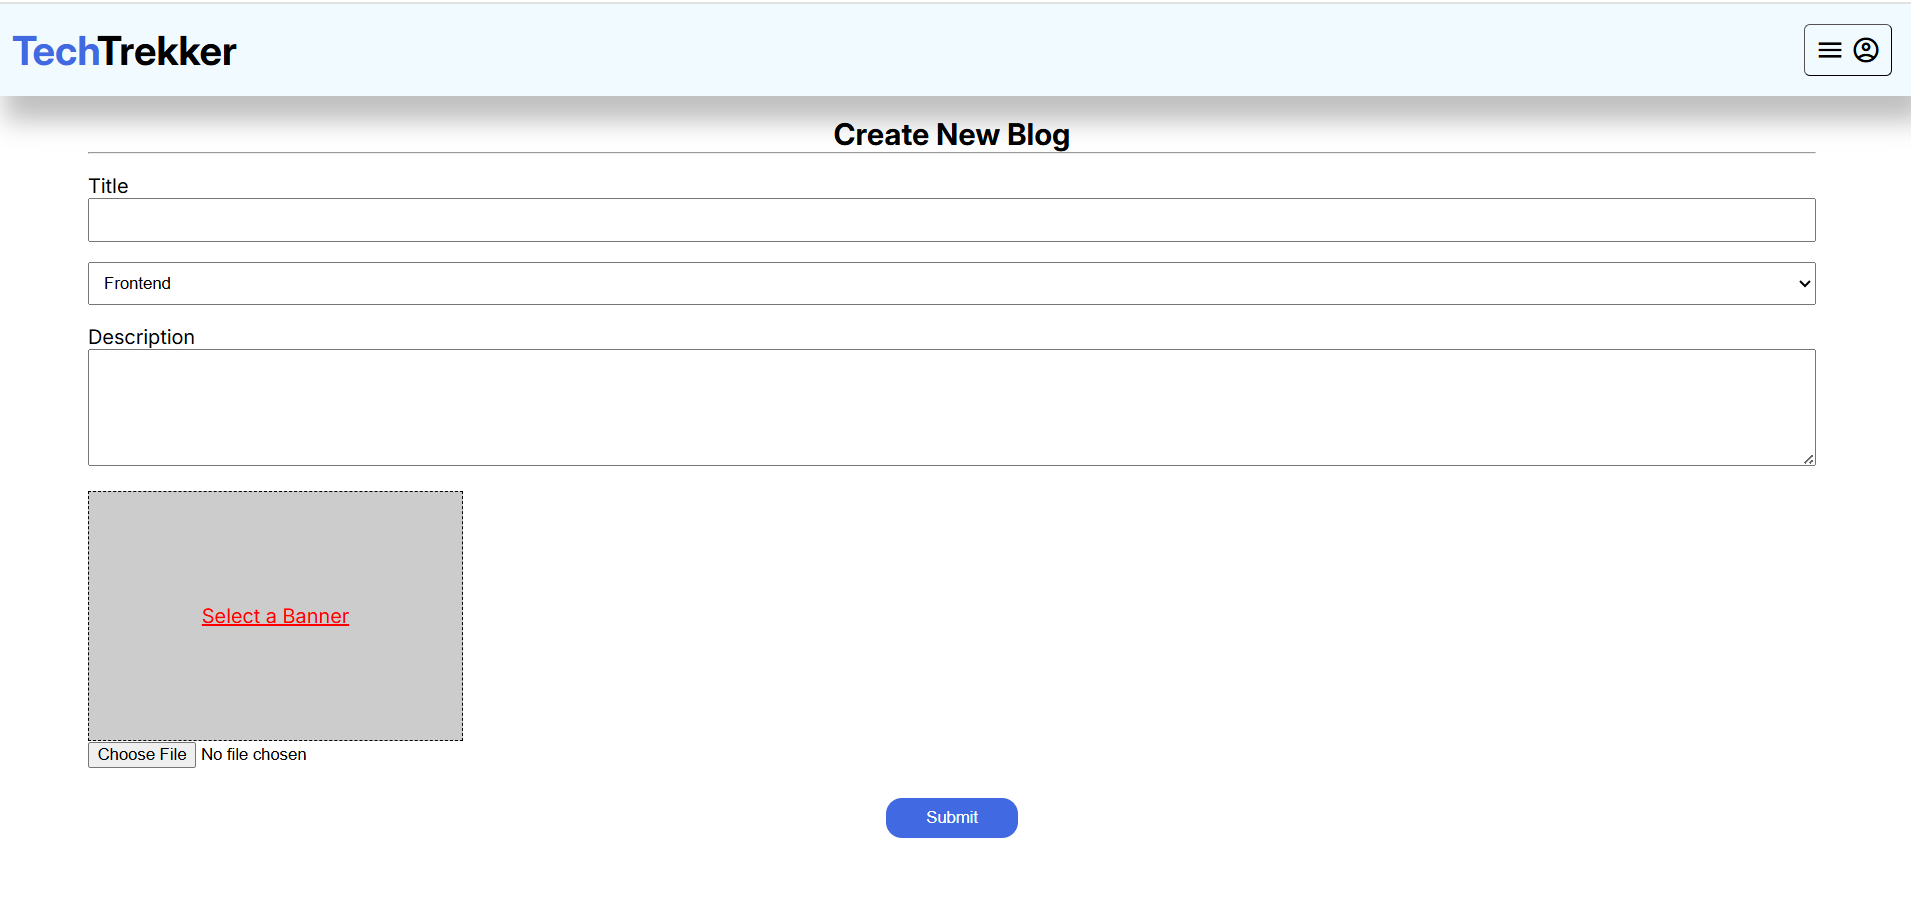 TechTrekker
Create New Blog
Title
Frontend
Description
Select a Banner
Choose File No file chosen
Submit